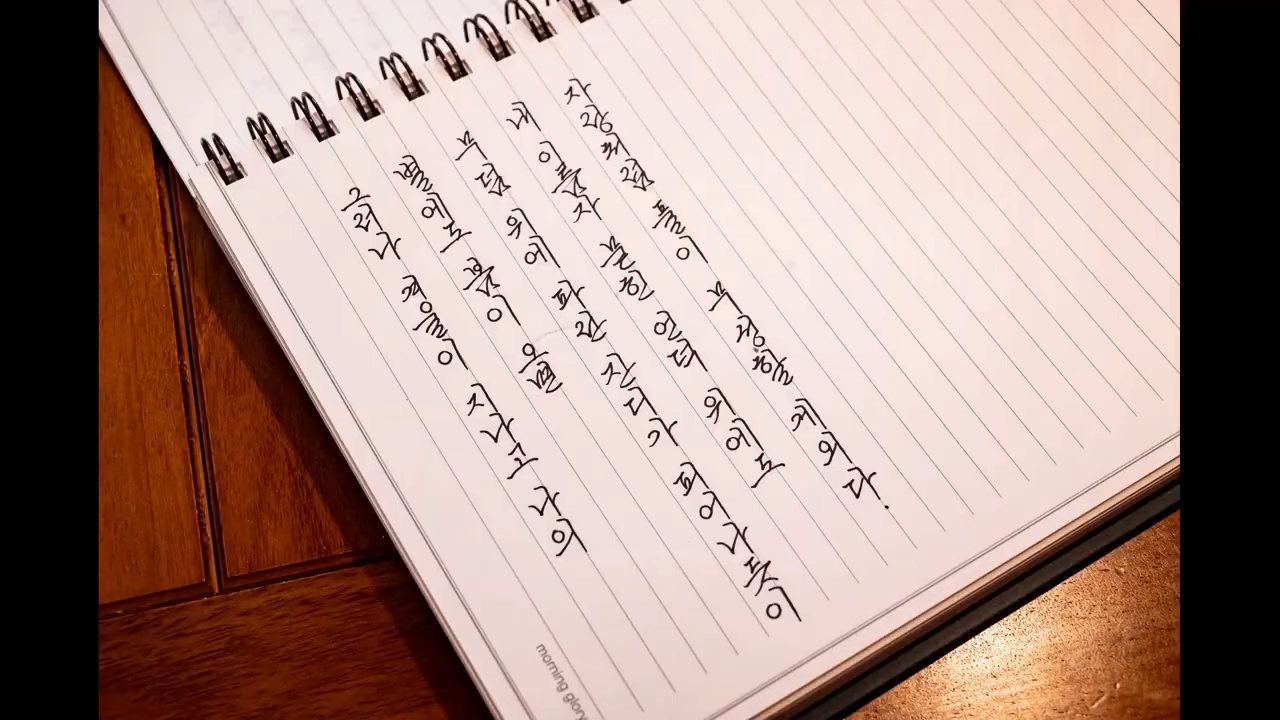 그러나 겨울이 지나고 나의
별에도 봄이 오면
무덤 위에 파란 잔디가 피어나듯이
내 이름자 묻힌 언덕 위에도
자랑처럼 풀이 무성할 게외다.
morning glory